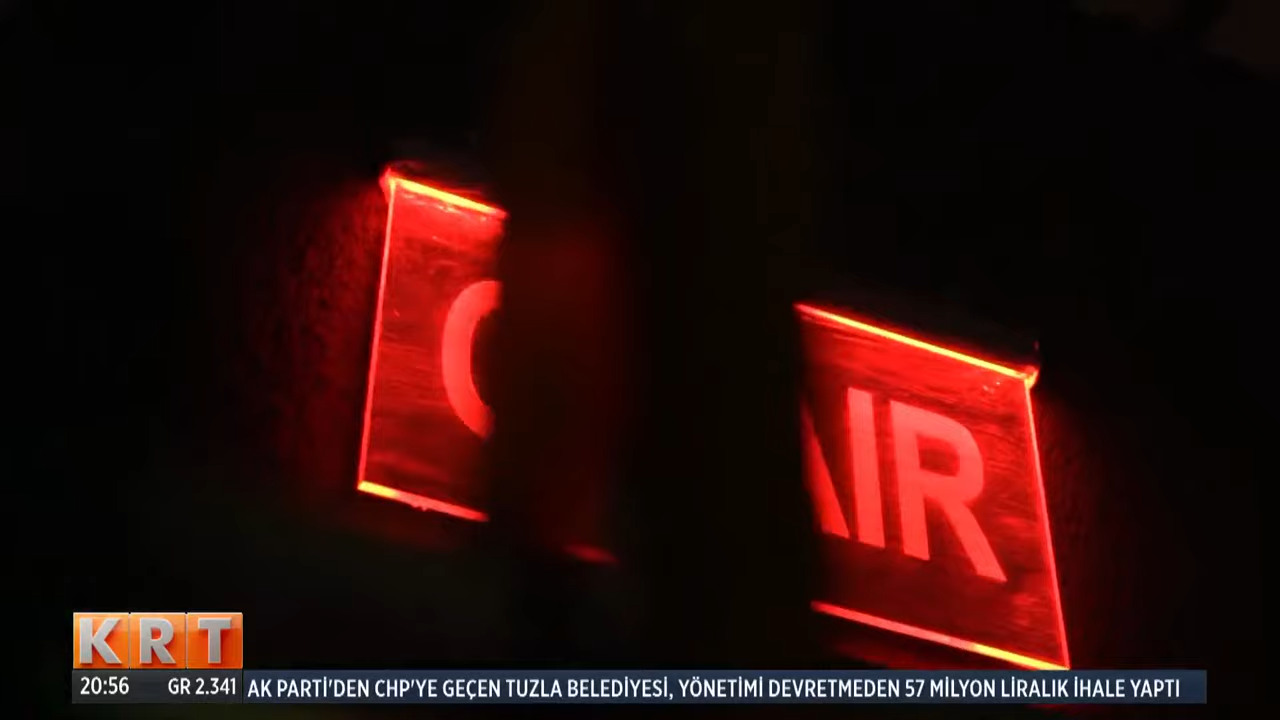 AIR
KRT
20:56 GR 2.341 AK PARTİ'DEN CHP'YE GEÇEN TUZLA BELEDİYESİ, YÖNETİMİ DEVRETMEDEN 57 MİLYON LİRALIK İHALE YAPTI